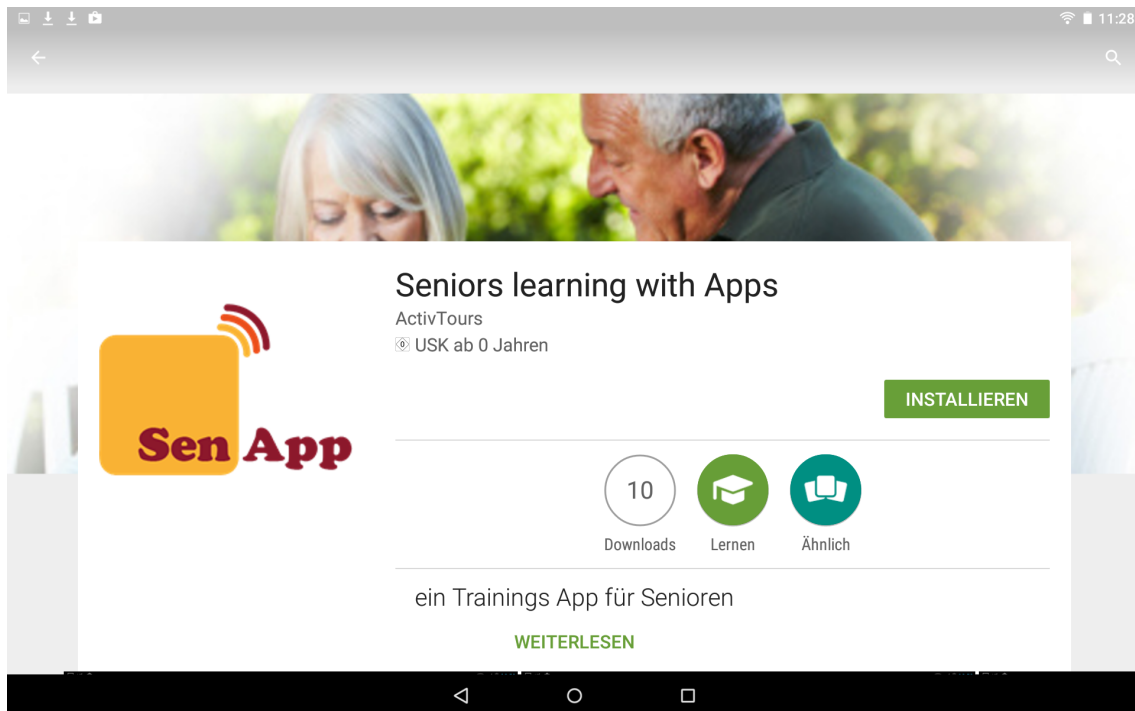 11:28
Seniors learning with Apps
ActivTours
0 USK ab 0 Jahren
INSTALLIEREN
Sen App
10
Downloads
Lernen
Ähnlich
ein Trainings App für Senioren
WEITERLESEN